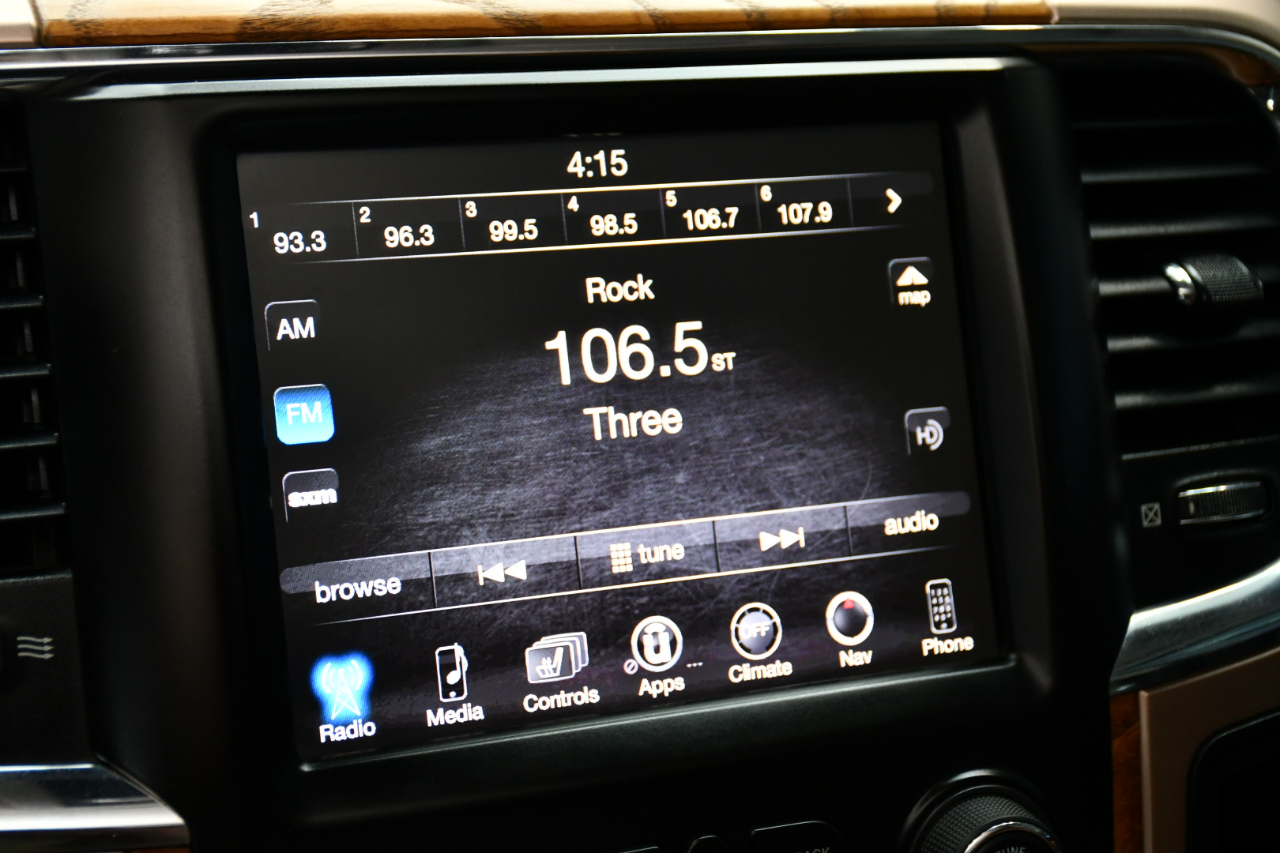 4:15
1 93.3 2 96.3 3 99.5 4 98.5 5 106.7 6 107.9
Rock
map
AM
106.5 ST
FM
Three
HD
sxm
browse tune audio
OFF
Radio Media Controls Apps ... Climate Nav Phone